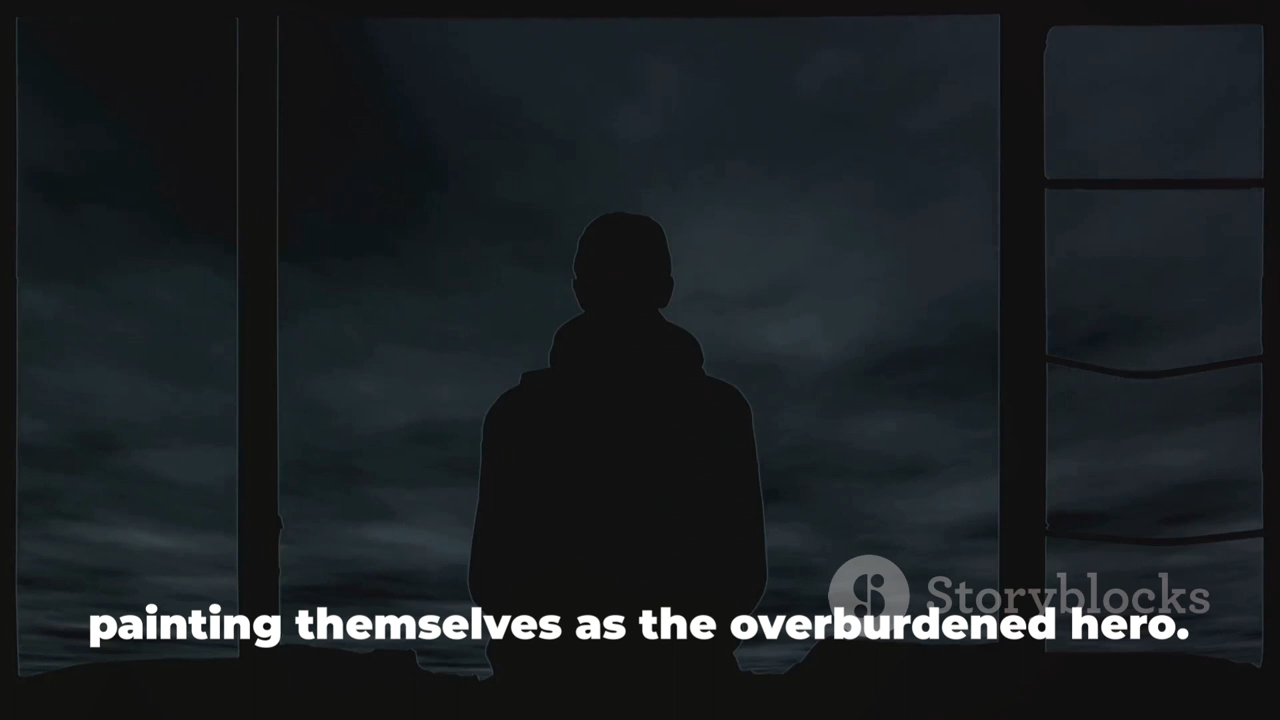 Storyblocks
painting themselves as the overburdened hero.